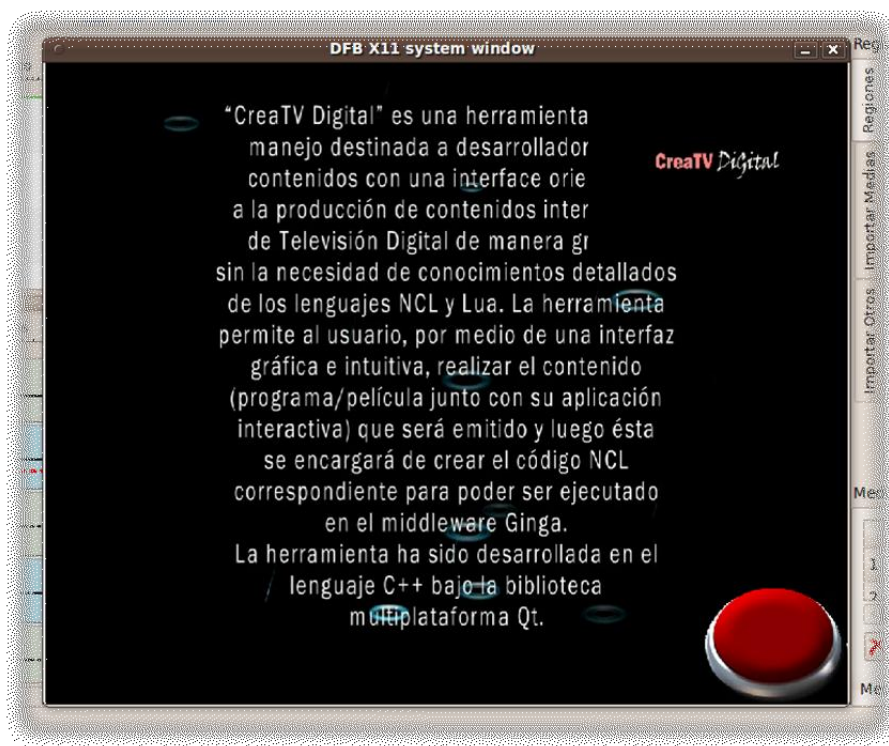 DFB X11 system window
“CreaTV Digital” es una herramienta
manejo destinada a desarrollador
contenidos con una interface orie
a la producción de contenidos inter
de Televisión Digital de manera gr
sin la necesidad de conocimientos detallados
de los lenguajes NCL y Lua. La herramienta
permite al usuario, por medio de una interfaz
gráfica e intuitiva, realizar el contenido
(programa/película junto con su aplicación
interactiva) que será emitido y luego ésta
se encargará de crear el código NCL
correspondiente para poder ser ejecutado
en el middleware Ginga.
La herramienta ha sido desarrollada en el
lenguaje C++ bajo la biblioteca
multiplataforma Qt.
CreaTV Digital
Reg
Regiones
Importar Medias
Importar Otros
Med
1
2
Me